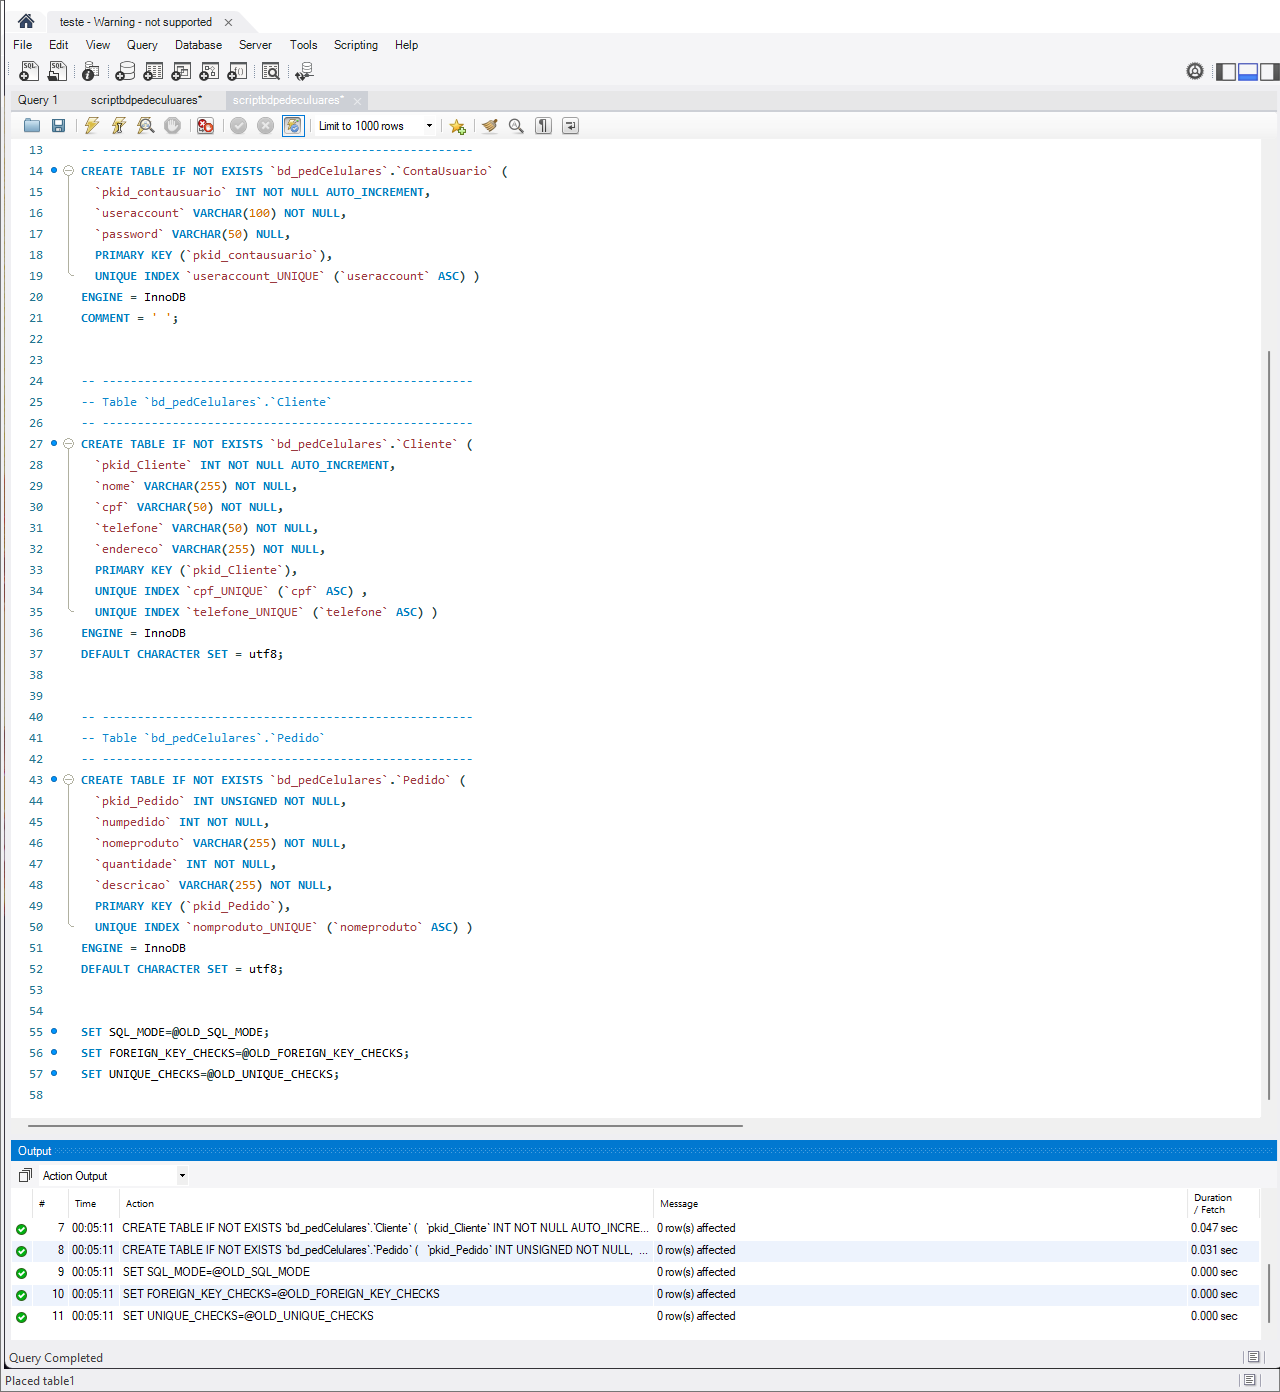 teste - Warning - not supported ×
File Edit View Query Database Server Tools Scripting Help
Query 1 scriptbdpedeculuares* scriptbdpedeculuares* ×
Limit to 1000 rows
13 -- -----------------------------------------------------
14 CREATE TABLE IF NOT EXISTS `bd_pedCelulares`.`ContaUsuario` (
15 `pkid_contausuario` INT NOT NULL AUTO_INCREMENT,
16 `useraccount` VARCHAR(100) NOT NULL,
17 `password` VARCHAR(50) NULL,
18 PRIMARY KEY (`pkid_contausuario`),
19 UNIQUE INDEX `useraccount_UNIQUE` (`useraccount` ASC) )
20 ENGINE = InnoDB
21 COMMENT = ' ';
22
23
24 -- -----------------------------------------------------
25 -- Table `bd_pedCelulares`.`Cliente`
26 -- -----------------------------------------------------
27 CREATE TABLE IF NOT EXISTS `bd_pedCelulares`.`Cliente` (
28 `pkid_Cliente` INT NOT NULL AUTO_INCREMENT,
29 `nome` VARCHAR(255) NOT NULL,
30 `cpf` VARCHAR(50) NOT NULL,
31 `telefone` VARCHAR(50) NOT NULL,
32 `endereco` VARCHAR(255) NOT NULL,
33 PRIMARY KEY (`pkid_Cliente`),
34 UNIQUE INDEX `cpf_UNIQUE` (`cpf` ASC) ,
35 UNIQUE INDEX `telefone_UNIQUE` (`telefone` ASC) )
36 ENGINE = InnoDB
37 DEFAULT CHARACTER SET = utf8;
38
39
40 -- -----------------------------------------------------
41 -- Table `bd_pedCelulares`.`Pedido`
42 -- -----------------------------------------------------
43 CREATE TABLE IF NOT EXISTS `bd_pedCelulares`.`Pedido` (
44 `pkid_Pedido` INT UNSIGNED NOT NULL,
45 `numpedido` INT NOT NULL,
46 `nomeproduto` VARCHAR(255) NOT NULL,
47 `quantidade` INT NOT NULL,
48 `descricao` VARCHAR(255) NOT NULL,
49 PRIMARY KEY (`pkid_Pedido`),
50 UNIQUE INDEX `nomproduto_UNIQUE` (`nomeproduto` ASC) )
51 ENGINE = InnoDB
52 DEFAULT CHARACTER SET = utf8;
53
54
55 SET SQL_MODE=@OLD_SQL_MODE;
56 SET FOREIGN_KEY_CHECKS=@OLD_FOREIGN_KEY_CHECKS;
57 SET UNIQUE_CHECKS=@OLD_UNIQUE_CHECKS;
58
Output
Action Output
# Time Action Message Duration / Fetch
7 00:05:11 CREATE TABLE IF NOT EXISTS `bd_pedCelulares`.`Cliente` ( `pkid_Cliente` INT NOT NULL AUTO_INCRE... 0 row(s) affected 0.047 sec
8 00:05:11 CREATE TABLE IF NOT EXISTS `bd_pedCelulares`.`Pedido` ( `pkid_Pedido` INT UNSIGNED NOT NULL, ... 0 row(s) affected 0.031 sec
9 00:05:11 SET SQL_MODE=@OLD_SQL_MODE 0 row(s) affected 0.000 sec
10 00:05:11 SET FOREIGN_KEY_CHECKS=@OLD_FOREIGN_KEY_CHECKS 0 row(s) affected 0.000 sec
11 00:05:11 SET UNIQUE_CHECKS=@OLD_UNIQUE_CHECKS 0 row(s) affected 0.000 sec
Query Completed
Placed table1